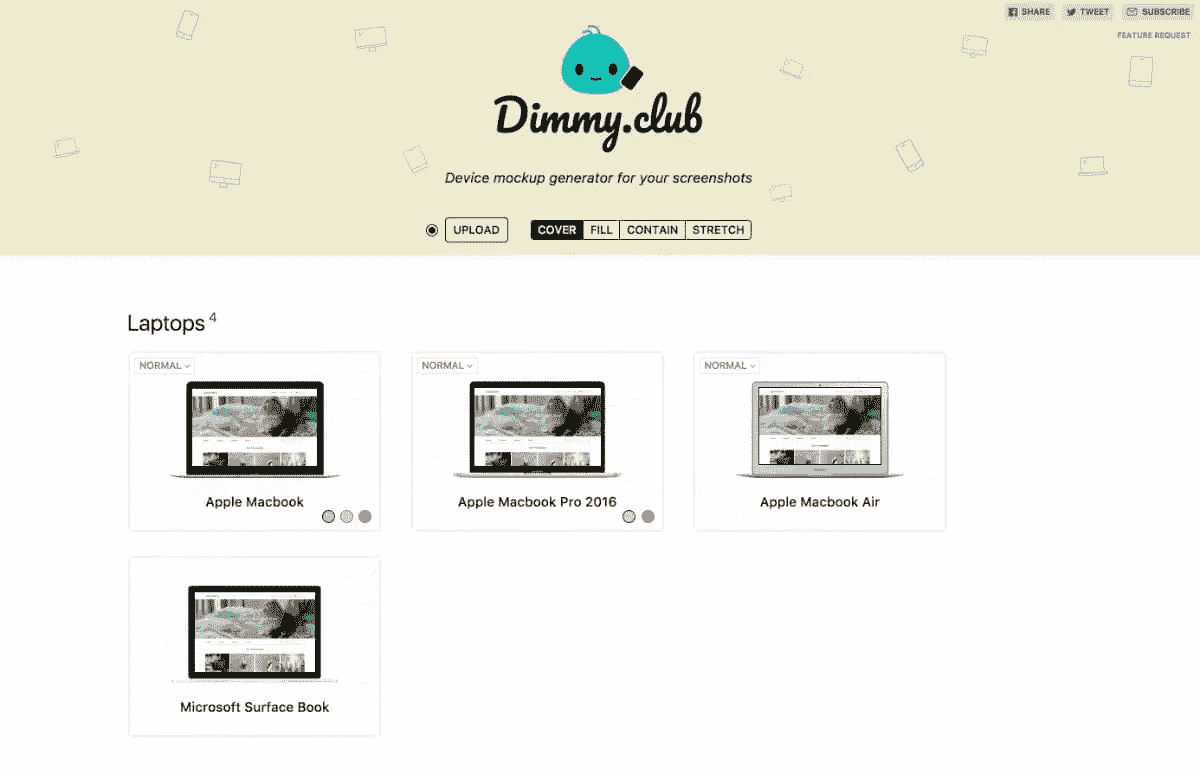 SHARE TWEET SUBSCRIBE
FEATURE REQUEST
Dimmy.club
Device mockup generator for your screenshots
UPLOAD COVER FILL CONTAIN STRETCH
Laptops 4
NORMAL NORMAL NORMAL
Apple Macbook Apple Macbook Pro 2016 Apple Macbook Air
Microsoft Surface Book